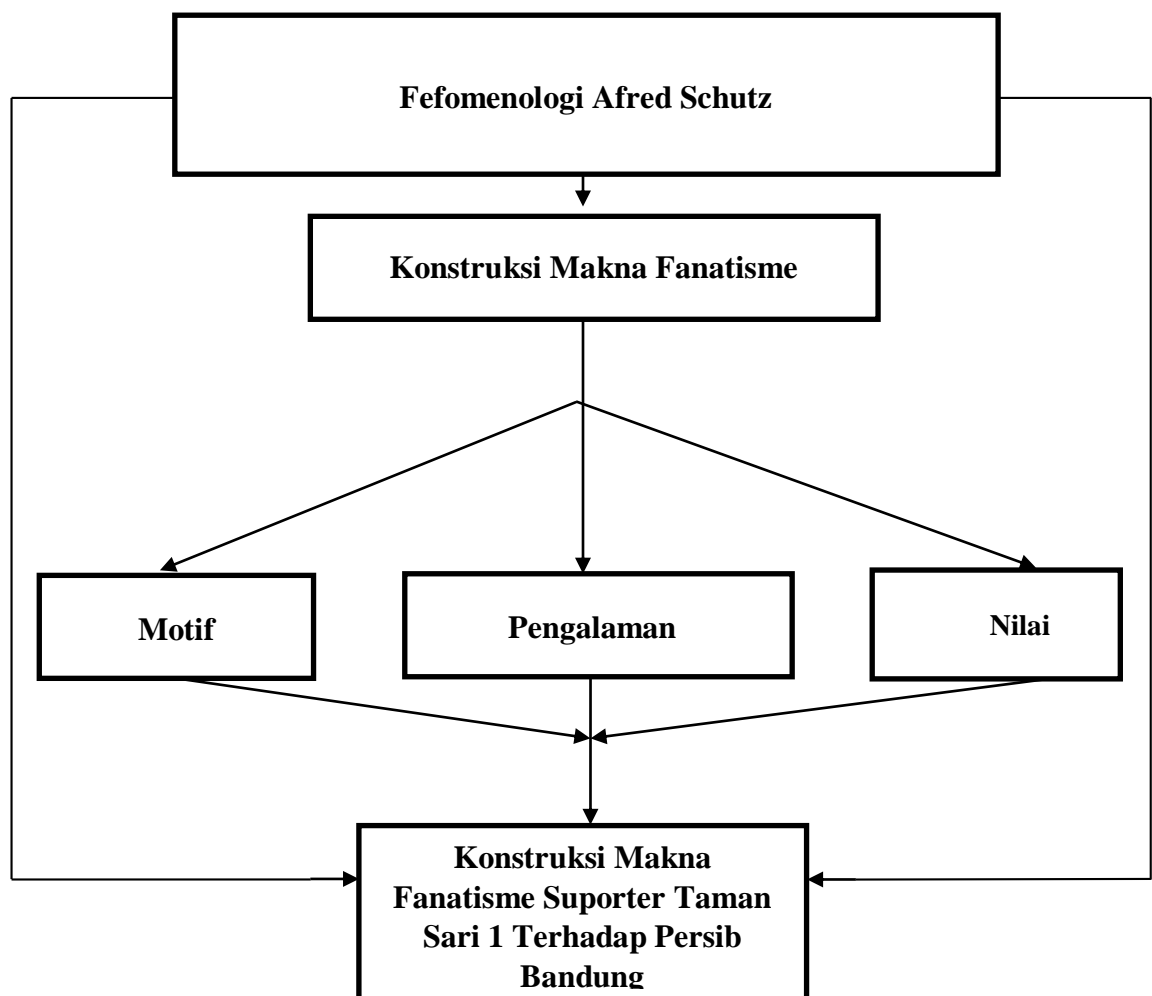 Fefomenologi Afred Schutz
Konstruksi Makna Fanatisme
Motif
Pengalaman
Nilai
Konstruksi Makna
Fanatisme Suporter Taman
Sari 1 Terhadap Persib
Bandung